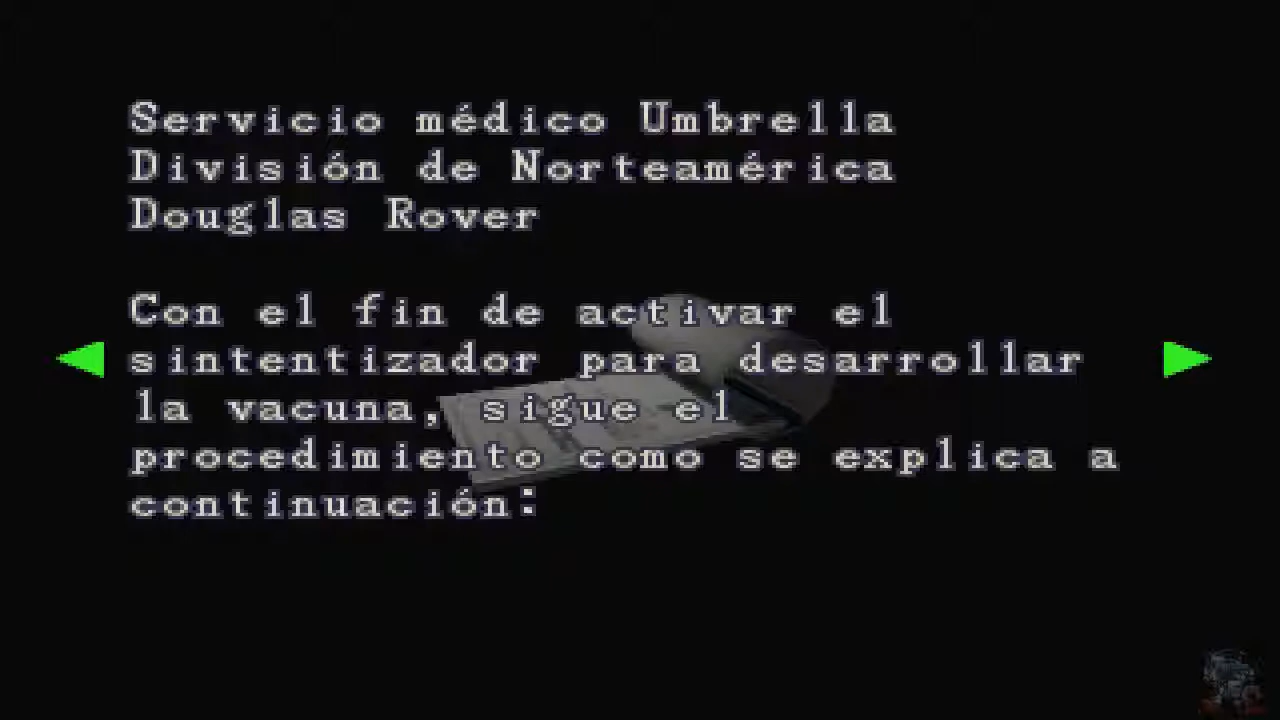 Servicio médico Umbrella
División de Norteamérica
Douglas Rover
Con el fin de activar el
sintentizador para desarrollar
la vacuna, sigue el
procedimiento como se explica a
continuación: